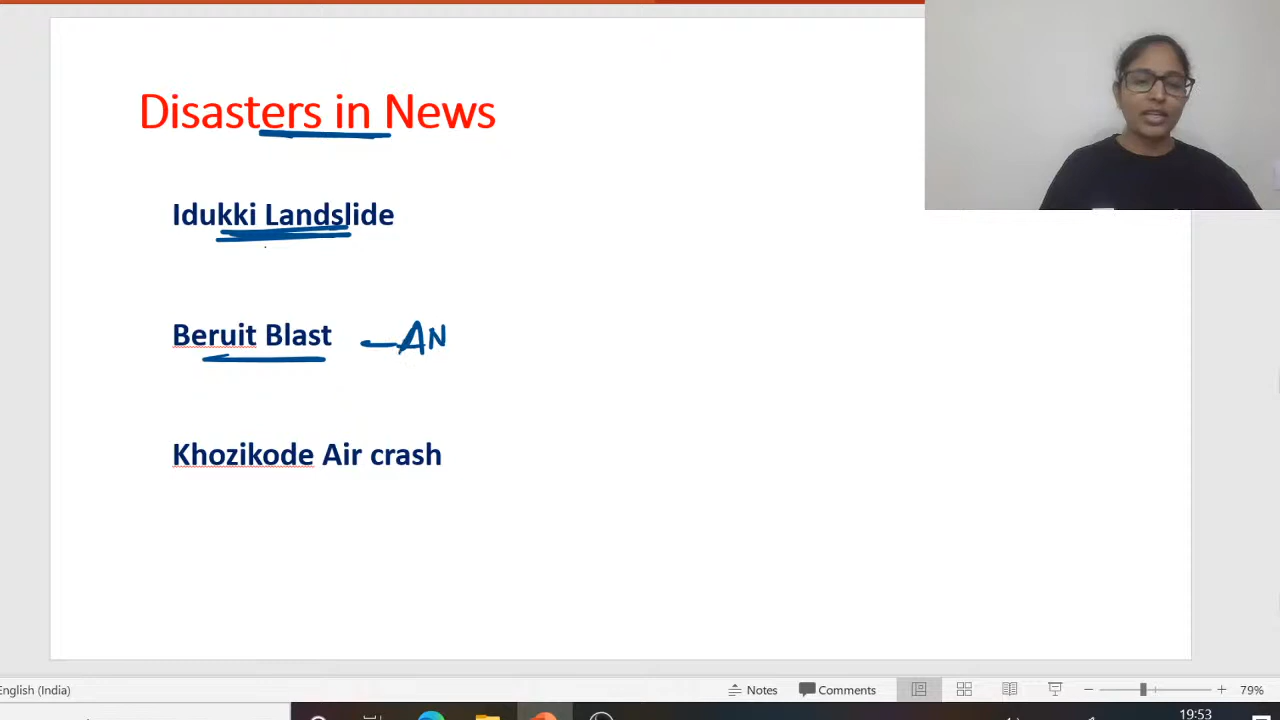 Disasters in News
Idukki Landslide
Beruit Blast AN
Khozikode Air crash
English (India) Notes Comments 79%
19:53